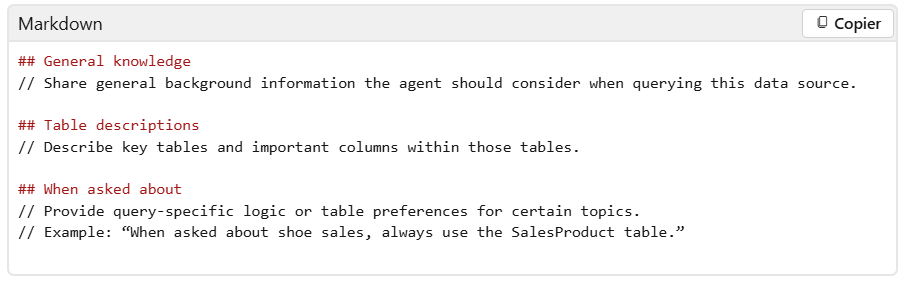 Markdown
Copier
## General knowledge
// Share general background information the agent should consider when querying this data source.
## Table descriptions
// Describe key tables and important columns within those tables.
## When asked about
// Provide query-specific logic or table preferences for certain topics.
// Example: “When asked about shoe sales, always use the SalesProduct table.”